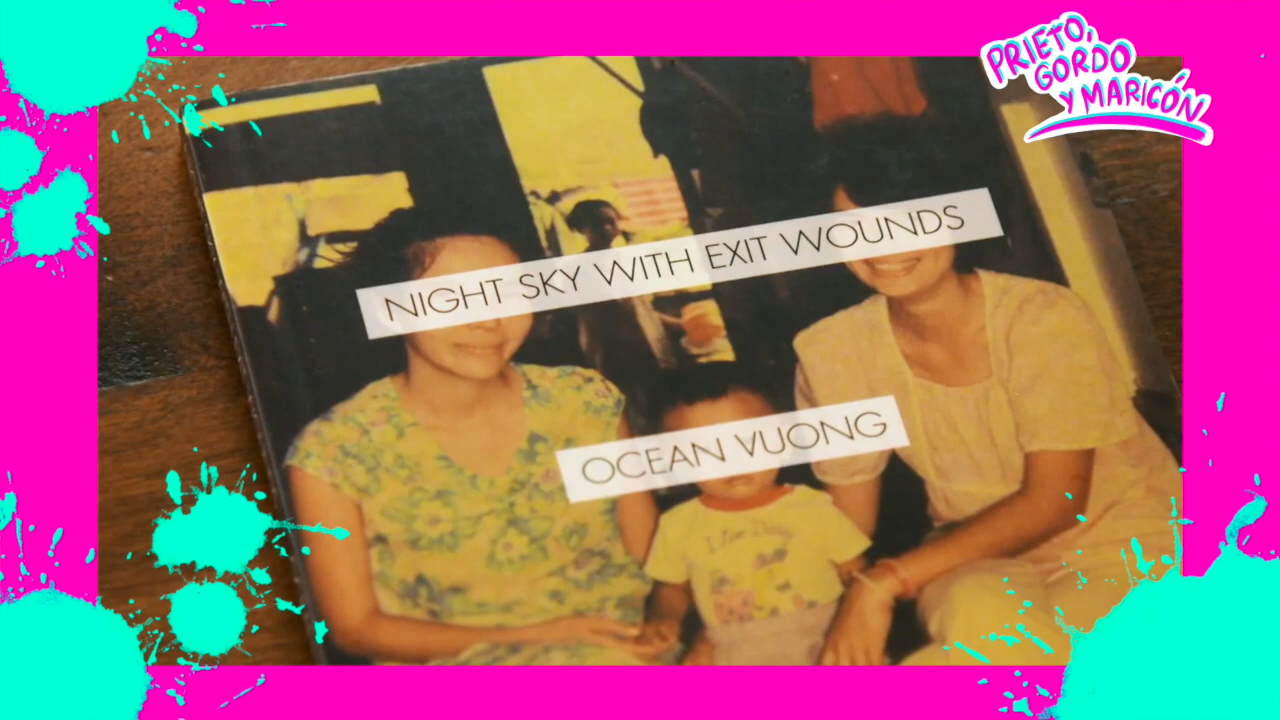 PRIETO,
GORDO
Y MARICÓN
NIGHT SKY WITH EXIT WOUNDS
OCEAN VUONG